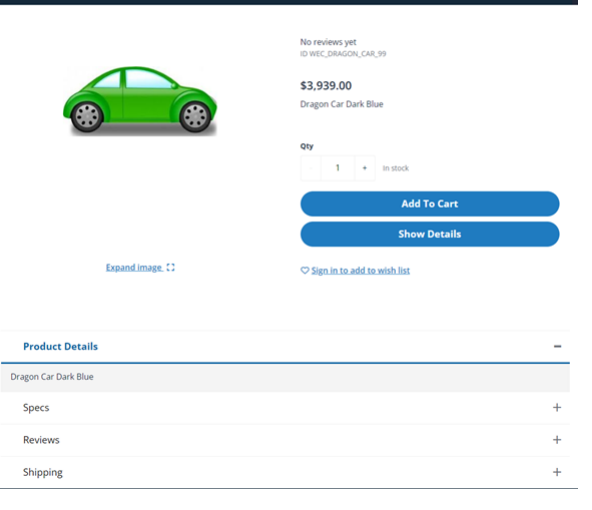 No reviews yet
ID WEC_DRAGON_CAR_99
$3,939.00
Dragon Car Dark Blue
Qty
1 + In stock
Add To Cart
Show Details
Expand image
Sign in to add to wish list
Product Details
Dragon Car Dark Blue
Specs
Reviews
Shipping